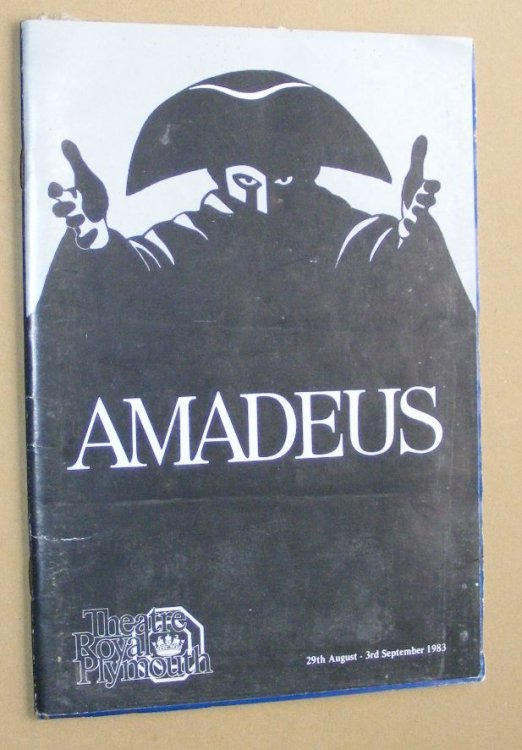 AMADEUS
Theatre
Royal
Plymouth
29th August - 3rd September 1983